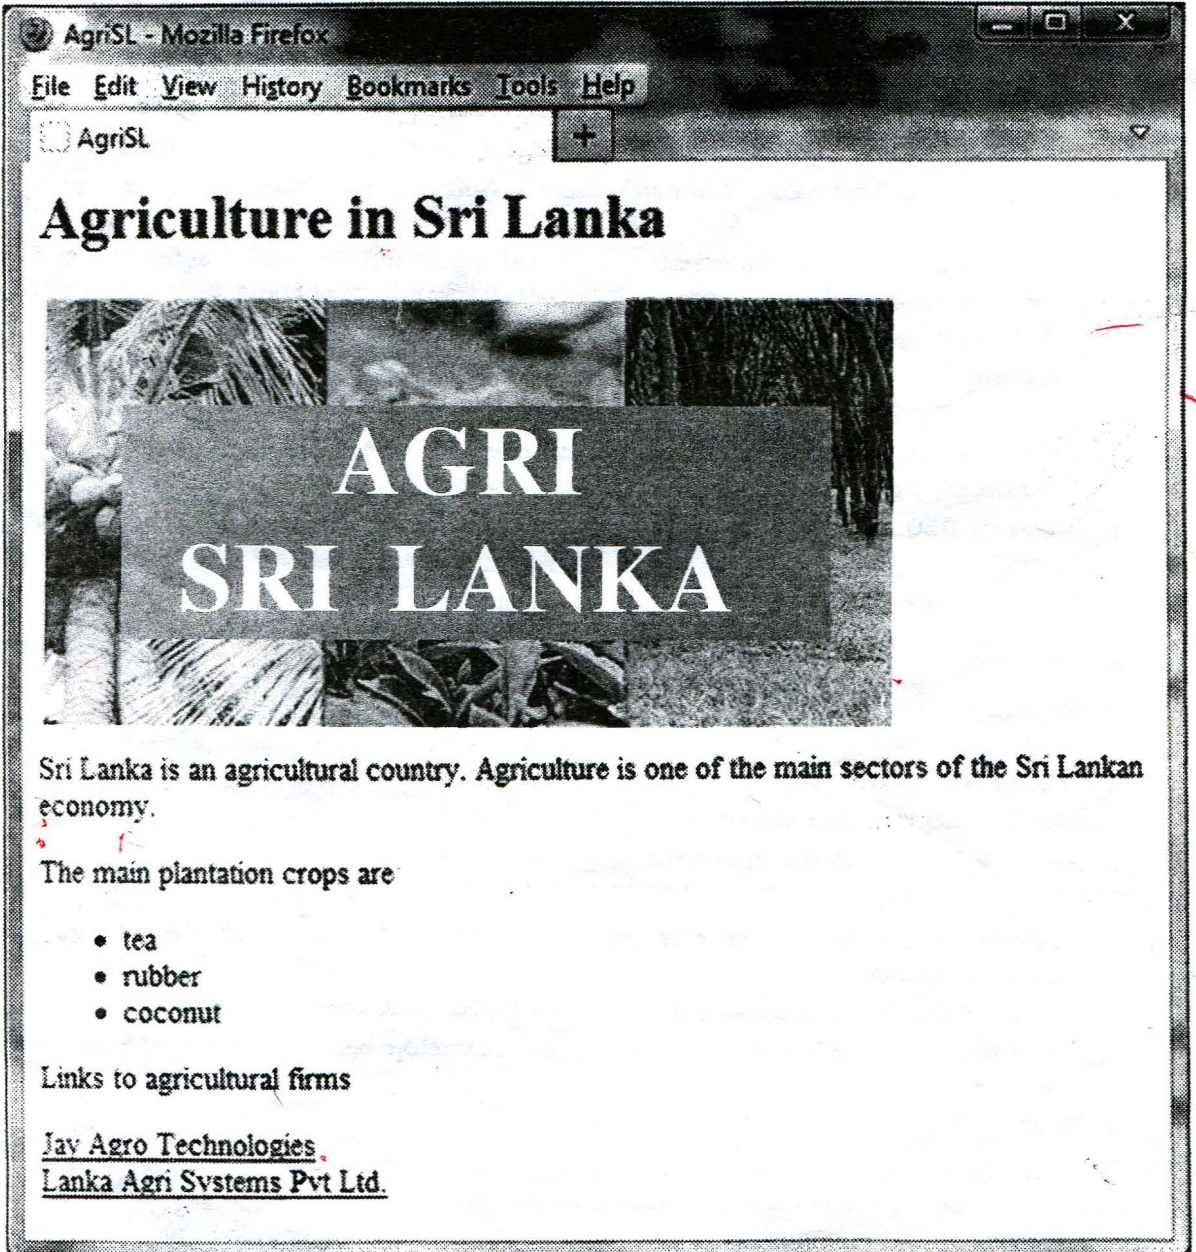 AgriSL - Mozilla Firefox
File Edit View History Bookmarks Tools Help
AgriSL +
Agriculture in Sri Lanka
AGRI
SRI LANKA
Sri Lanka is an agricultural country. Agriculture is one of the main sectors of the Sri Lankan
economy.
The main plantation crops are
• tea
• rubber
• coconut
Links to agricultural firms
Jay Agro Technologies
Lanka Agri Systems Pvt Ltd.